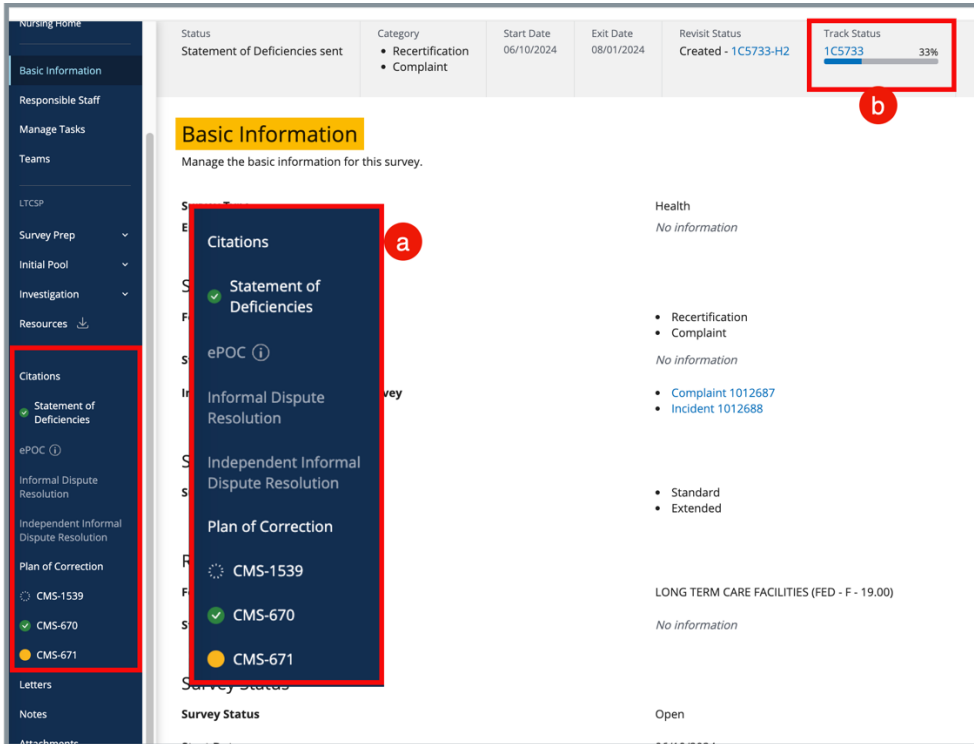 Nursing Home
Basic Information
Responsible Staff
Manage Tasks
Teams
LTCSP
Survey Prep
Initial Pool
Investigation
Resources
Citations
Statement of
Deficiencies
ePOC
Informal Dispute
Resolution
Independent Informal
Dispute Resolution
Plan of Correction
CMS-1539
CMS-670
CMS-671
Letters
Notes
Attachments
Status
Statement of Deficiencies sent
Category
• Recertification
• Complaint
Start Date
06/10/2024
Exit Date
08/01/2024
Revisit Status
Created - 1C5733-H2
Track Status
1C5733 33%
b
Basic Information
Manage the basic information for this survey.
Health
E No information
a
Citations
Statement of
Deficiencies
ePOC
Informal Dispute
Resolution
Independent Informal
Dispute Resolution
Plan of Correction
CMS-1539
CMS-670
CMS-671
S
• Recertification
• Complaint
No information
vey
• Complaint 1012687
• Incident 1012688
S
• Standard
• Extended
R
LONG TERM CARE FACILITIES (FED - F - 19.00)
No information
Survey Status
Survey Status Open